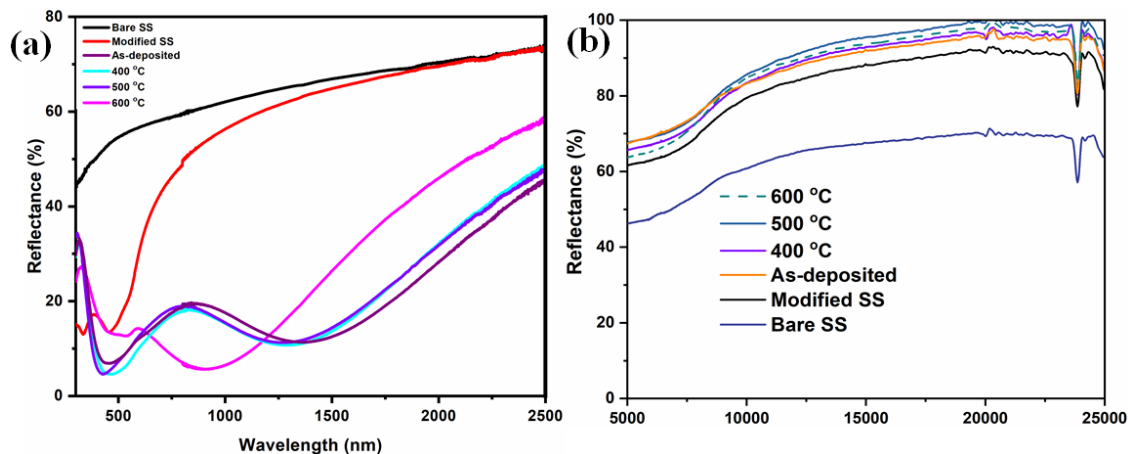 (a)
Bare SS
Modified SS
As-deposited
400 °C
500 °C
600 °C
80
60
40
20
0
Reflectance (%)
500 1000 1500 2000 2500
Wavelength (nm)
(b)
100
80
60
40
20
0
Reflectance (%)
600 °C
500 °C
400 °C
As-deposited
Modified SS
Bare SS
5000 10000 15000 20000 25000